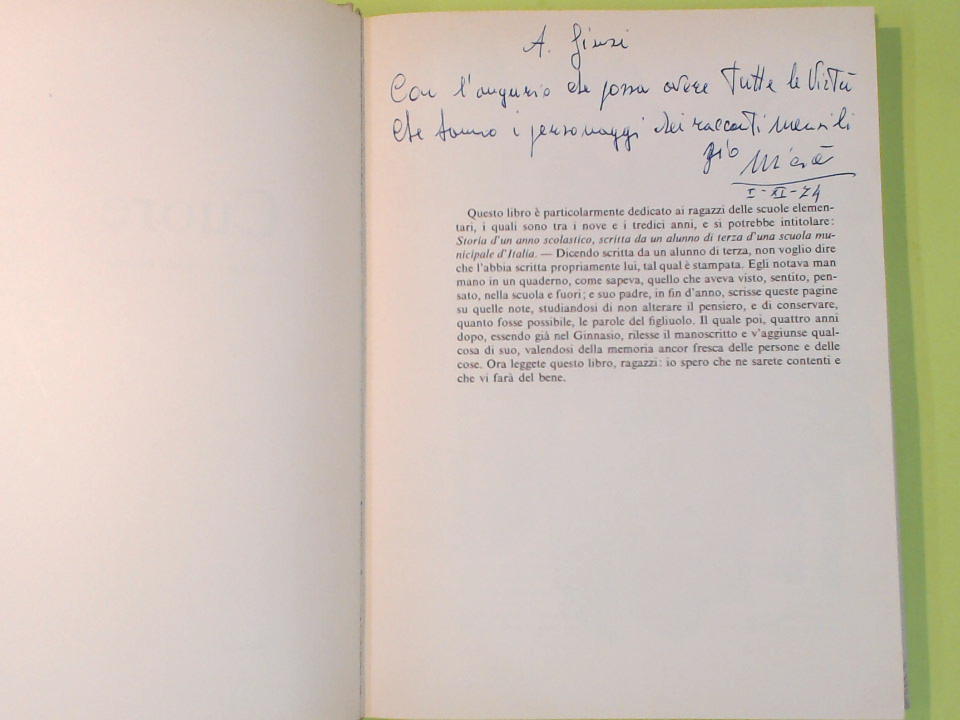 A. Giusi
Con l'augurio che possa avere tutte le Virtù
che hanno i personaggi dei racconti mensili
zio
I-XI-74
Questo libro è particolarmente dedicato ai ragazzi delle scuole elemen-
tari, i quali sono tra i nove e i tredici anni, e si potrebbe intitolare:
Storia d'un anno scolastico, scritta da un alunno di terza d'una scuola mu-
nicipale d'Italia. — Dicendo scritta da un alunno di terza, non voglio dire
che l'abbia scritta propriamente lui, tal qual è stampata. Egli notava man
mano in un quaderno, come sapeva, quello che aveva visto, sentito, pen-
sato, nella scuola e fuori; e suo padre, in fin d'anno, scrisse queste pagine
su quelle note, studiandosi di non alterare il pensiero, e di conservare,
quanto fosse possibile, le parole del figliuolo. Il quale poi, quattro anni
dopo, essendo già nel Ginnasio, rilesse il manoscritto e v'aggiunse qual-
cosa di suo, valendosi della memoria ancor fresca delle persone e delle
cose. Ora leggete questo libro, ragazzi: io spero che ne sarete contenti e
che vi farà del bene.